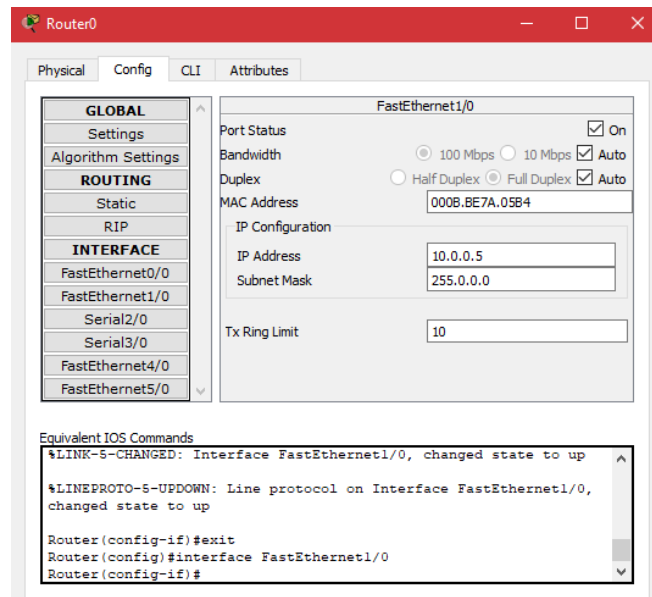 Router0
Physical Config CLI Attributes
GLOBAL
Settings
Algorithm Settings
ROUTING
Static
RIP
INTERFACE
FastEthernet0/0
FastEthernet1/0
Serial2/0
Serial3/0
FastEthernet4/0
FastEthernet5/0
FastEthernet1/0
Port Status On
Bandwidth 100 Mbps 10 Mbps Auto
Duplex Half Duplex Full Duplex Auto
MAC Address 000B.BE7A.05B4
IP Configuration
IP Address 10.0.0.5
Subnet Mask 255.0.0.0
Tx Ring Limit 10
Equivalent IOS Commands
%LINK-5-CHANGED: Interface FastEthernet1/0, changed state to up
%LINEPROTO-5-UPDOWN: Line protocol on Interface FastEthernet1/0,
changed state to up
Router(config-if)#exit
Router(config)#interface FastEthernet1/0
Router(config-if)#